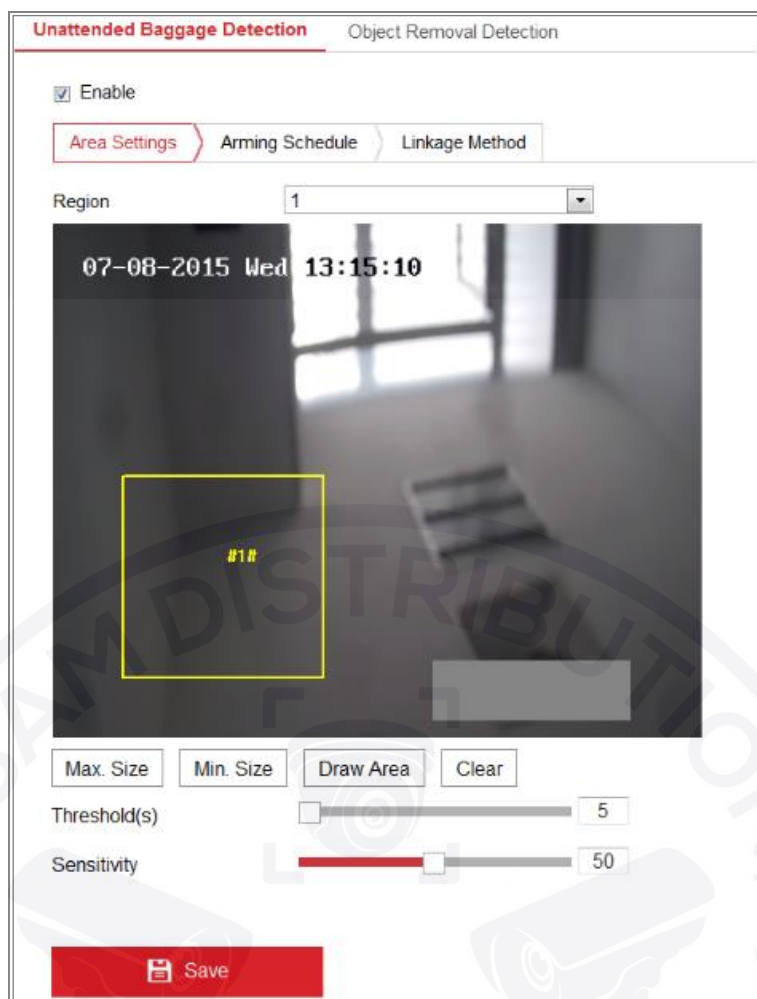 Unattended Baggage Detection Object Removal Detection
Enable
Area Settings Arming Schedule Linkage Method
Region 1
07-08-2015 Wed 13:15:10
#1#
DISTRIBUTION
Max. Size Min. Size Draw Area Clear
Threshold(s) 5
Sensitivity 50
Save